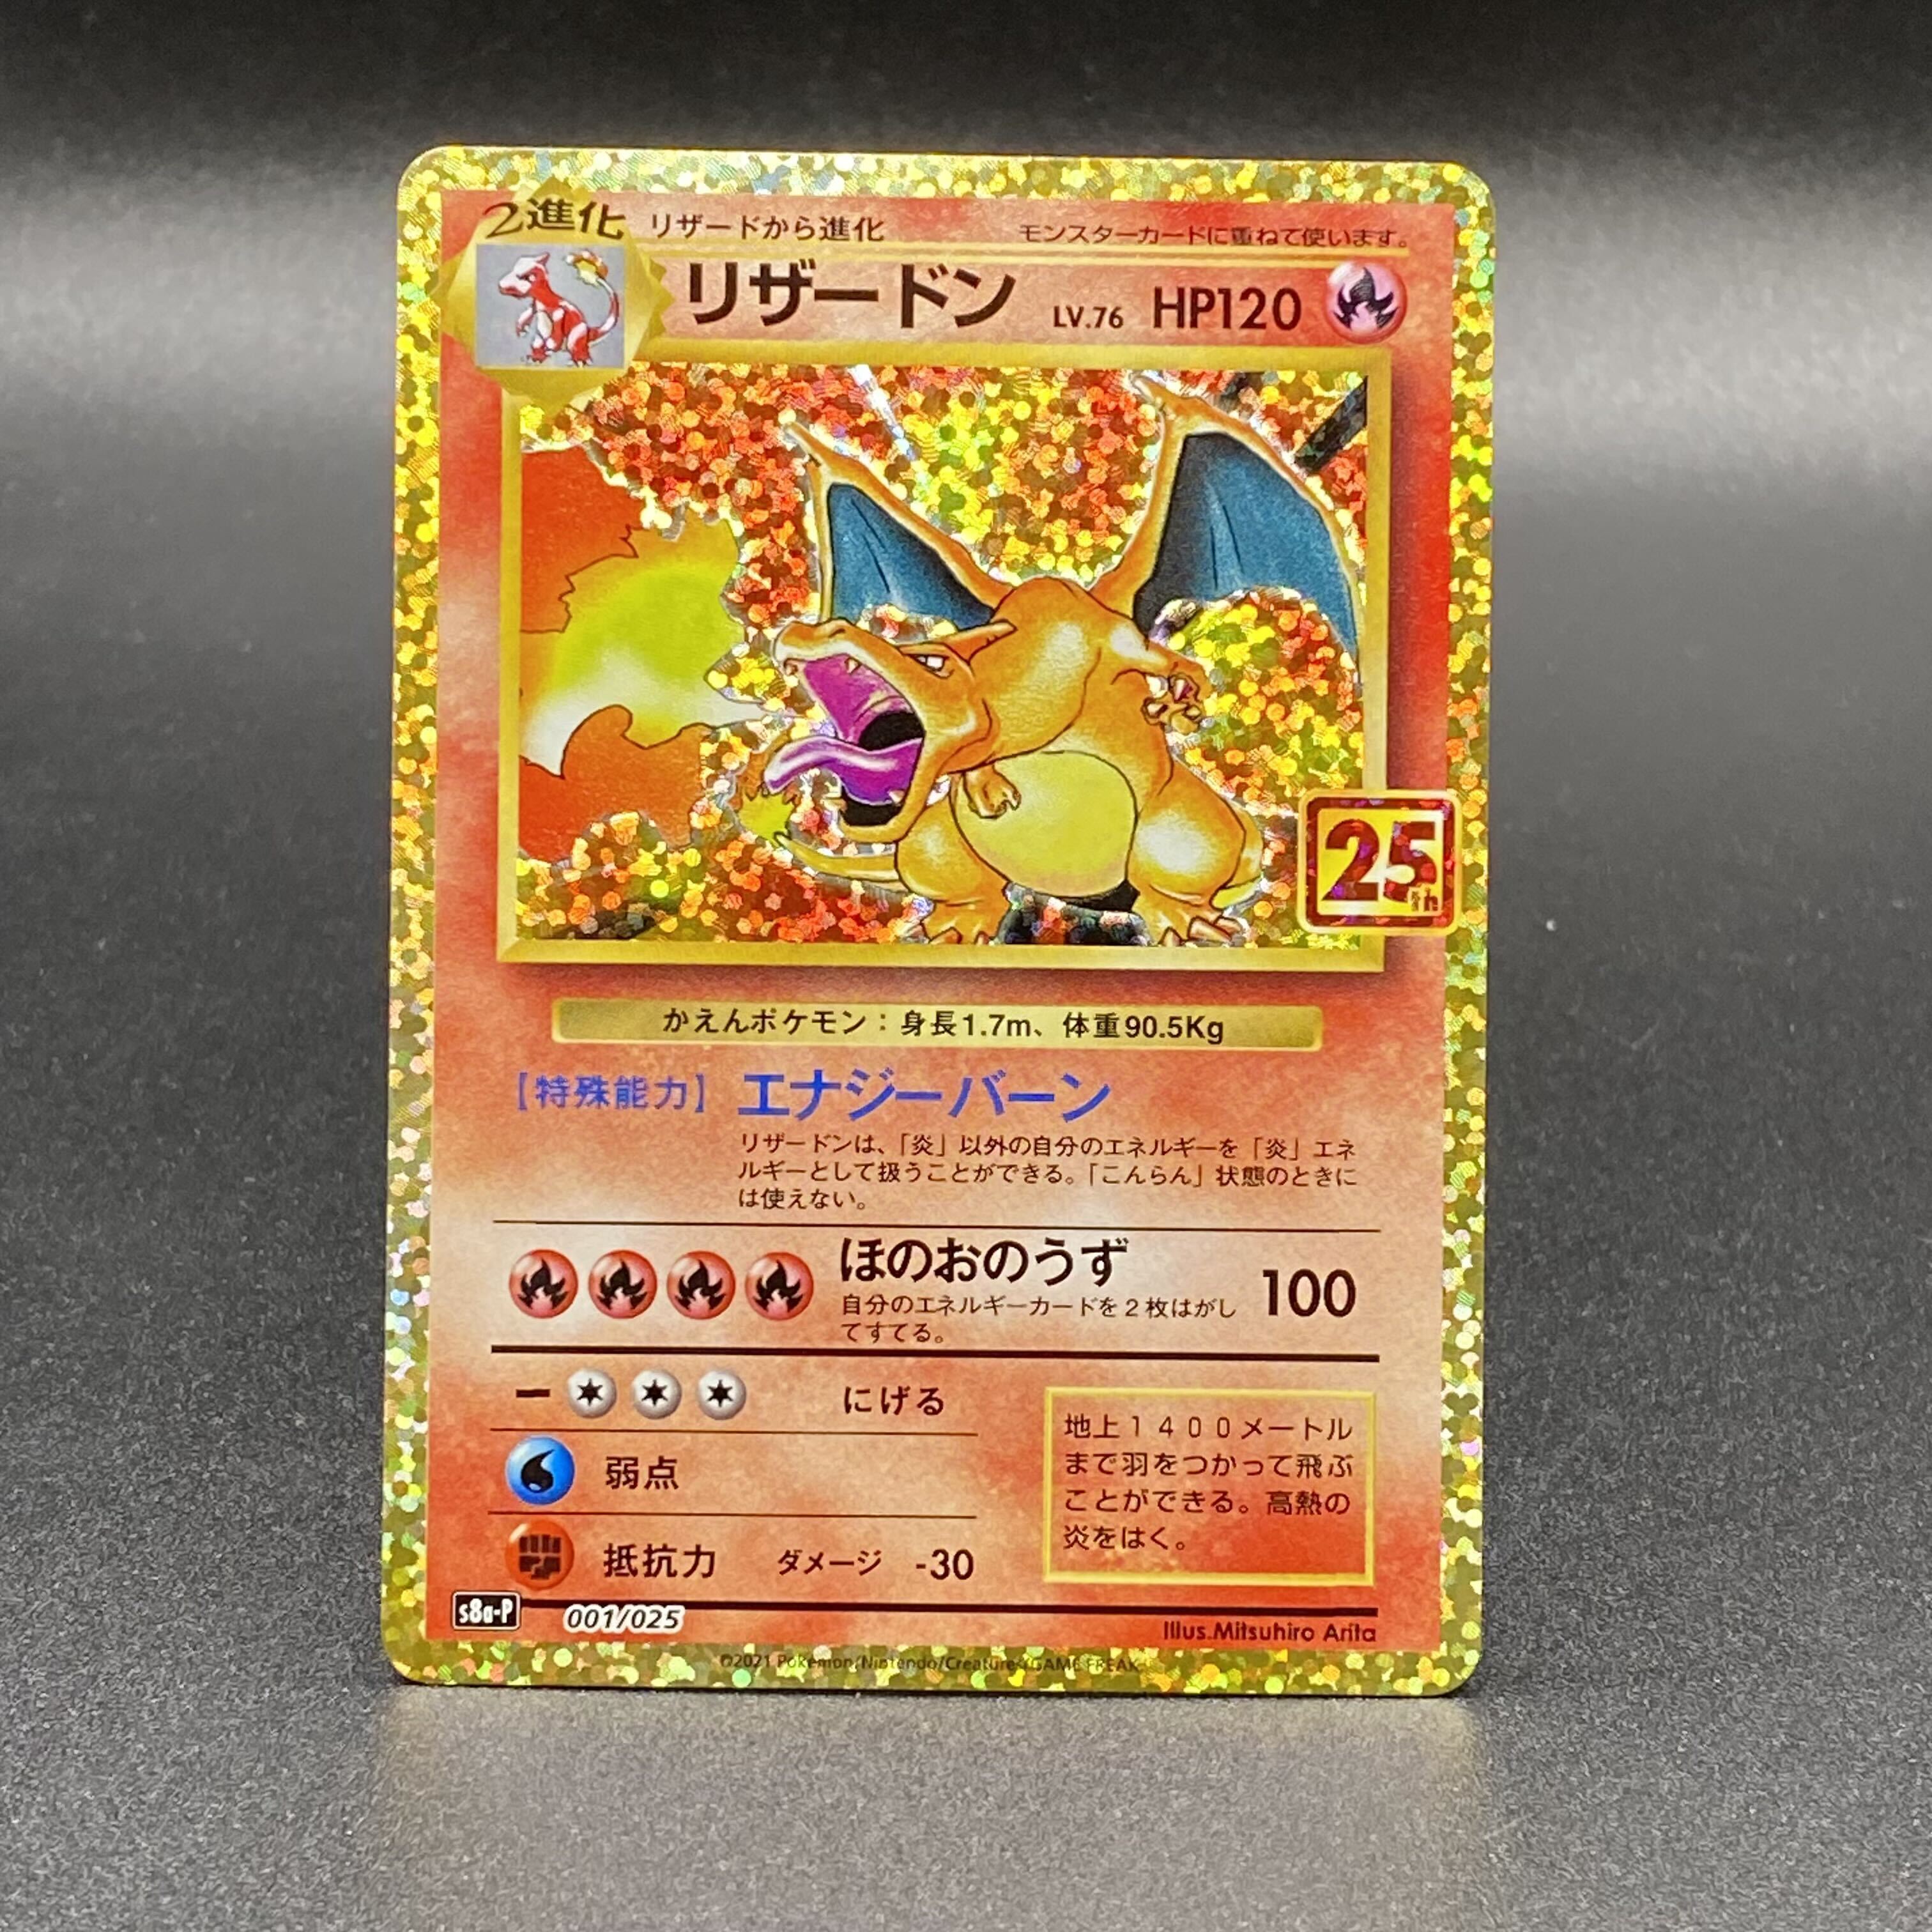 2進化 リザードから進化 モンスターカードに重ねて使います。
リザードン LV.76 HP120
25th
かえんポケモン：身長1.7m、体重90.5Kg
【特殊能力】 エナジーバーン
リザードンは、「炎」以外の自分のエネルギーを「炎」エネ
ルギーとして扱うことができる。「こんらん」状態のときに
は使えない。
ほのおのうず 100
自分のエネルギーカードを２枚はがし
てすてる。
ー にげる
弱点
抵抗力 ダメージ -30
地上１４００メートル
まで羽をつかって飛ぶ
ことができる。高熱の
炎をはく。
s8a-P 001/025 Illus.Mitsuhiro Arita
©2021 Pokémon/Nintendo/Creatures/GAME FREAK